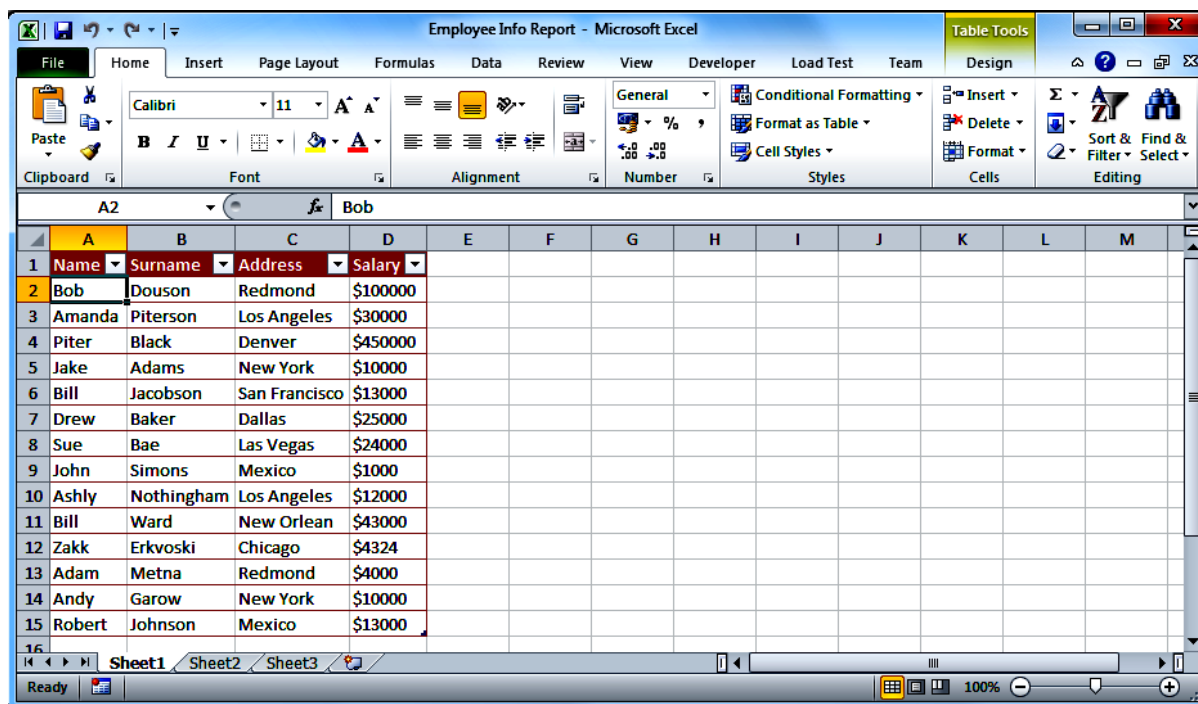 Employee Info Report - Microsoft Excel Table Tools
File Home Insert Page Layout Formulas Data Review View Developer Load Test Team Design
Paste
Calibri 11
B I U
General
% ,
Conditional Formatting
Format as Table
Cell Styles
Insert
Delete
Format
Σ
Sort & Filter
Find & Select
Clipboard Font Alignment Number Styles Cells Editing
A2 fx Bob
A B C D E F G H I J K L M
1 Name Surname Address Salary
2 Bob Douson Redmond $100000
3 Amanda Piterson Los Angeles $30000
4 Piter Black Denver $450000
5 Jake Adams New York $10000
6 Bill Jacobson San Francisco $13000
7 Drew Baker Dallas $25000
8 Sue Bae Las Vegas $24000
9 John Simons Mexico $1000
10 Ashly Nothingham Los Angeles $12000
11 Bill Ward New Orlean $43000
12 Zakk Erkvoski Chicago $4324
13 Adam Metna Redmond $4000
14 Andy Garow New York $10000
15 Robert Johnson Mexico $13000
16
Sheet1 Sheet2 Sheet3
Ready 100%